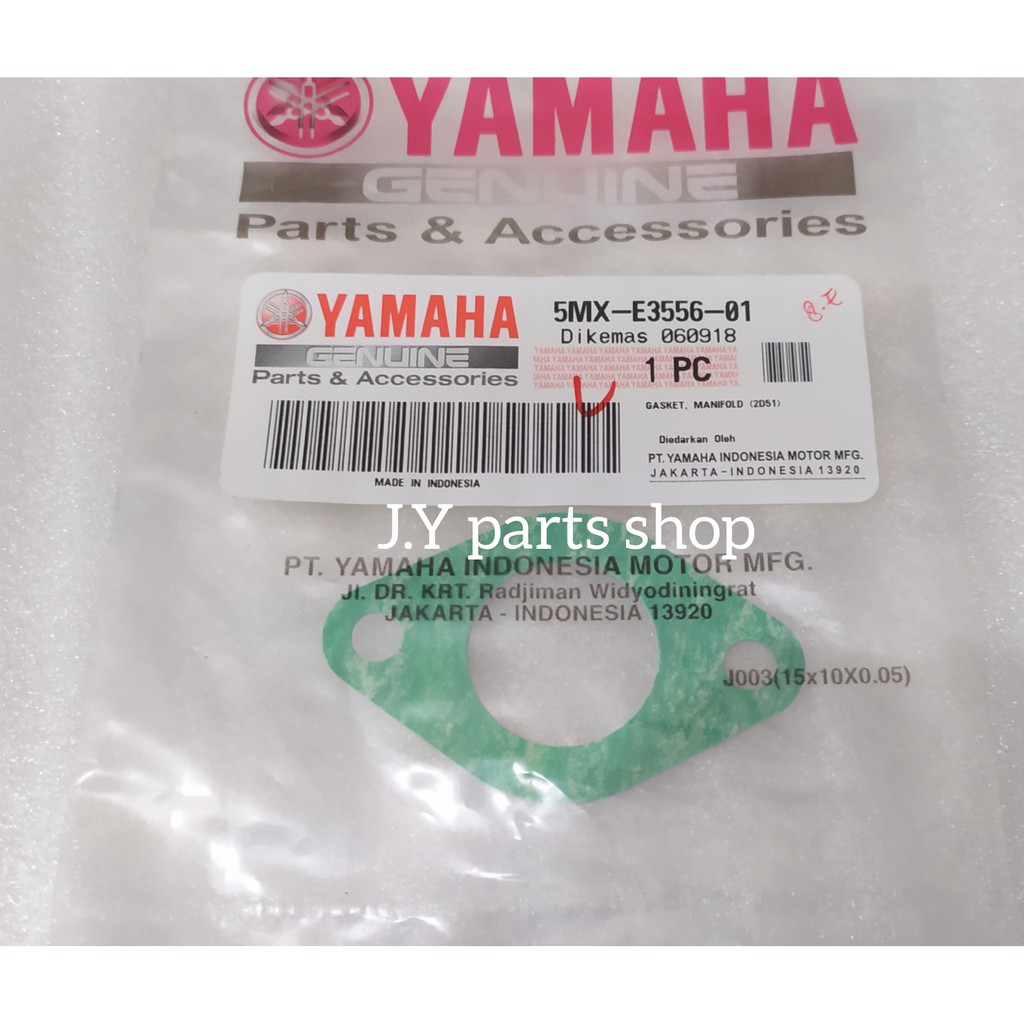 YAMAHA
GENUINE
Parts & Accessories
YAMAHA
GENUINE
Parts & Accessories
5MX-E3556-01
Dikemas 060918
1 PC
GASKET, MANIFOLD (2D51)
Diedarkan Oleh
PT. YAMAHA INDONESIA MOTOR MFG.
JAKARTA-INDONESIA 13920
MADE IN INDONESIA
J.Y parts shop
PT. YAMAHA INDONESIA MOTOR MFG.
Jl. DR. KRT. Radjiman Widyodiningrat
JAKARTA - INDONESIA 13920
J003(15x10X0.05)